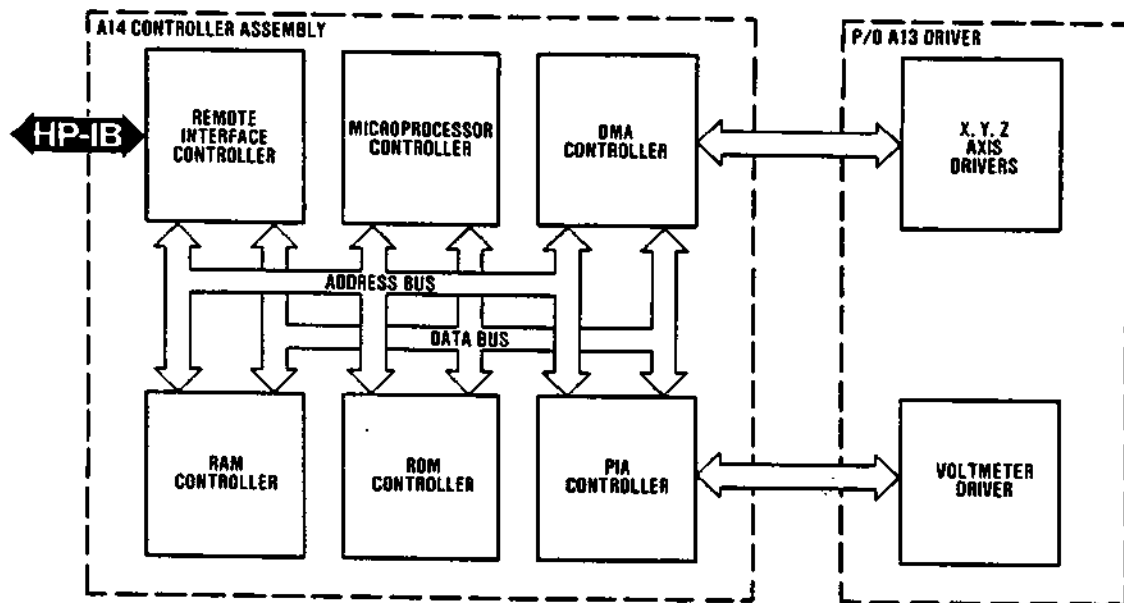 A14 CONTROLLER ASSEMBLY
P/O A13 DRIVER
HP-IB
REMOTE
INTERFACE
CONTROLLER
MICROPROCESSOR
CONTROLLER
DMA
CONTROLLER
X, Y, Z
AXIS
DRIVERS
ADDRESS BUS
DATA BUS
RAM
CONTROLLER
ROM
CONTROLLER
PIA
CONTROLLER
VOLTMETER
DRIVER